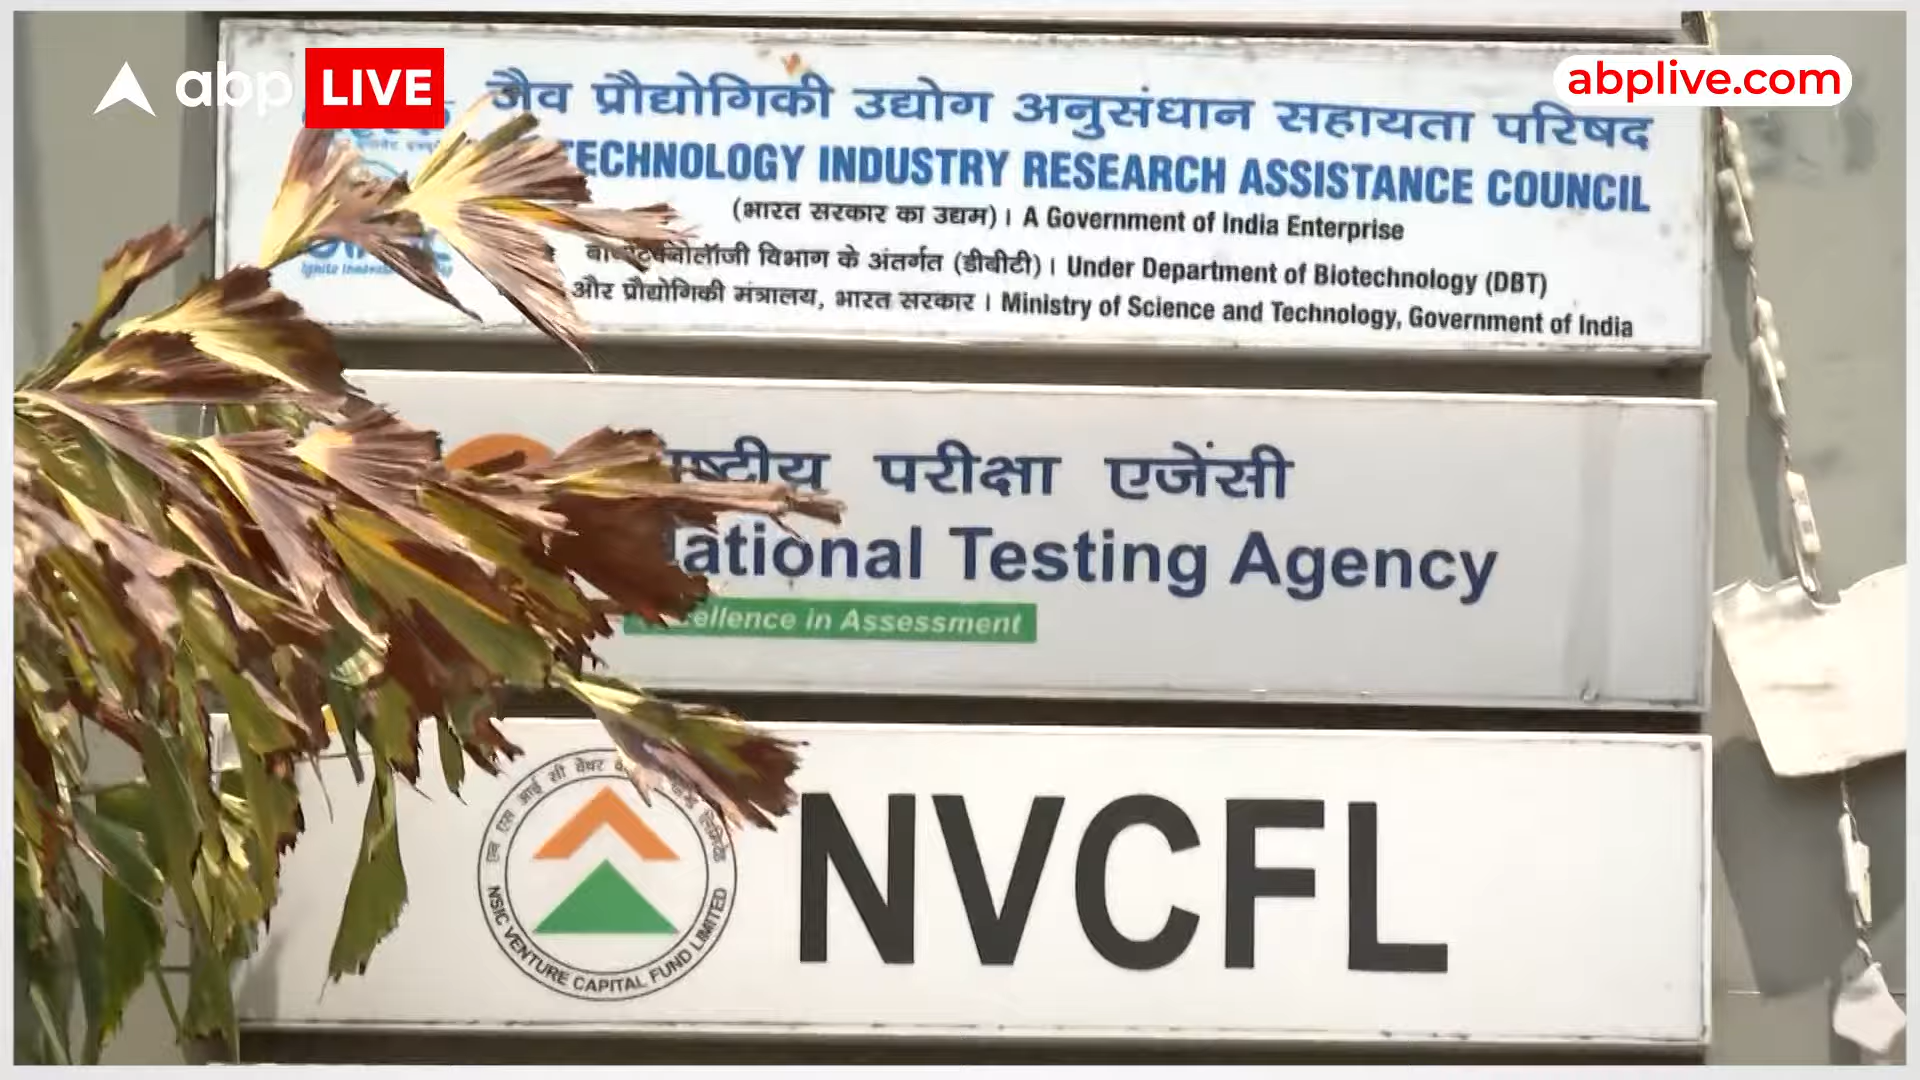 abp LIVE
abplive.com
जैव प्रौद्योगिकी उद्योग अनुसंधान सहायता परिषद
TECHNOLOGY INDUSTRY RESEARCH ASSISTANCE COUNCIL
(भारत सरकार का उद्यम) । A Government of India Enterprise
विभाग के अंतर्गत (डीबीटी) । Under Department of Biotechnology (DBT)
और प्रौद्योगिकी मंत्रालय, भारत सरकार । Ministry of Science and Technology, Government of India
परीक्षा एजेंसी
ational Testing Agency
ellence in Assessment
NVCFL
NSIC VENTURE CAPITAL FUND LIMITED